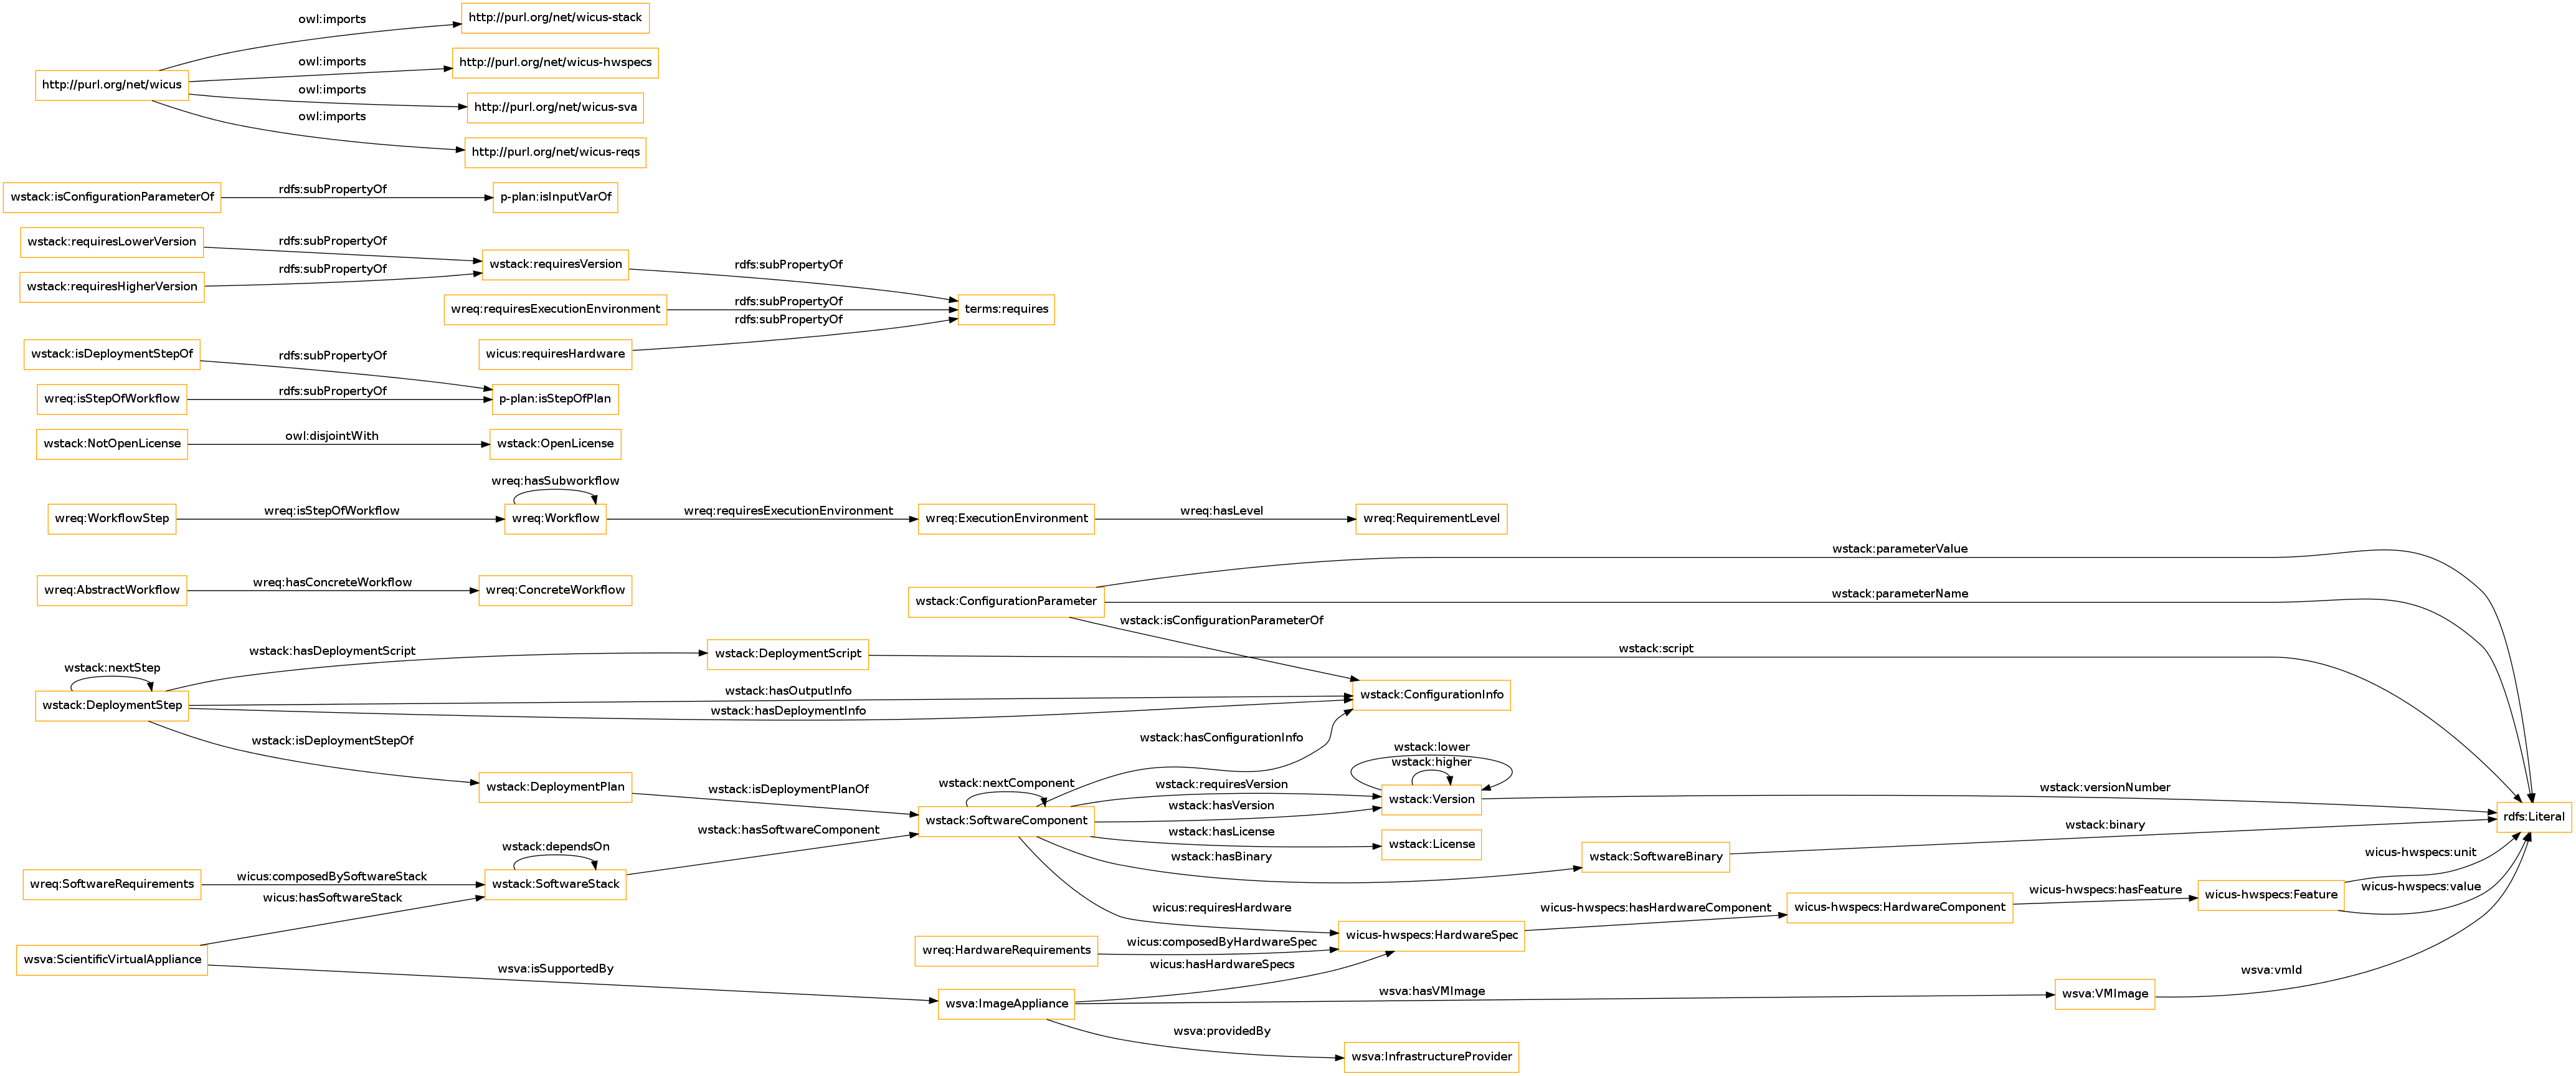 owl:imports
http://purl.org/net/wicus-stack
owl:imports
http://purl.org/net/wicus-hwspecs
http://purl.org/net/wicus
owl:imports
http://purl.org/net/wicus-sva
owl:imports
http://purl.org/net/wicus-reqs
wstack:isConfigurationParameterOf
rdfs:subPropertyOf
p-plan:isInputVarOf
wstack:requiresLowerVersion
rdfs:subPropertyOf
wstack:requiresVersion
rdfs:subPropertyOf
wstack:requiresHigherVersion
rdfs:subPropertyOf
wreq:requiresExecutionEnvironment
rdfs:subPropertyOf
terms:requires
wicus:requiresHardware
rdfs:subPropertyOf
wstack:isDeploymentStepOf
rdfs:subPropertyOf
wreq:isStepOfWorkflow
rdfs:subPropertyOf
p-plan:isStepOfPlan
wstack:NotOpenLicense
owl:disjointWith
wstack:OpenLicense
wreq:hasSubworkflow
wreq:WorkflowStep
wreq:isStepOfWorkflow
wreq:Workflow
wreq:requiresExecutionEnvironment
wreq:ExecutionEnvironment
wreq:hasLevel
wreq:RequirementLevel
wreq:AbstractWorkflow
wreq:hasConcreteWorkflow
wreq:ConcreteWorkflow
wstack:parameterValue
wstack:ConfigurationParameter
wstack:parameterName
wstack:isConfigurationParameterOf
wstack:nextStep
wstack:hasDeploymentScript
wstack:DeploymentScript
wstack:script
wstack:DeploymentStep
wstack:hasOutputInfo
wstack:hasDeploymentInfo
wstack:ConfigurationInfo
wstack:isDeploymentStepOf
wstack:hasConfigurationInfo
wstack:lower
wstack:higher
wstack:DeploymentPlan
wstack:isDeploymentPlanOf
wstack:nextComponent
wstack:requiresVersion
wstack:Version
wstack:versionNumber
wstack:hasVersion
wstack:SoftwareComponent
rdfs:Literal
wstack:hasSoftwareComponent
wstack:hasLicense
wstack:License
wstack:binary
wstack:dependsOn
wstack:hasBinary
wstack:SoftwareBinary
wicus-hwspecs:unit
wreq:SoftwareRequirements
wicus:composedBySoftwareStack
wstack:SoftwareStack
wicus:hasSoftwareStack
wicus:requiresHardware
wicus-hwspecs:hasHardwareComponent
wicus-hwspecs:HardwareComponent
wicus-hwspecs:hasFeature
wicus-hwspecs:Feature
wicus-hwspecs:value
wicus-hwspecs:HardwareSpec
wreq:HardwareRequirements
wicus:composedByHardwareSpec
wicus:hasHardwareSpecs
wsva:ScientificVirtualAppliance
wsva:isSupportedBy
wsva:ImageAppliance
wsva:hasVMImage
wsva:VMImage
wsva:vmId
wsva:providedBy
wsva:InfrastructureProvider